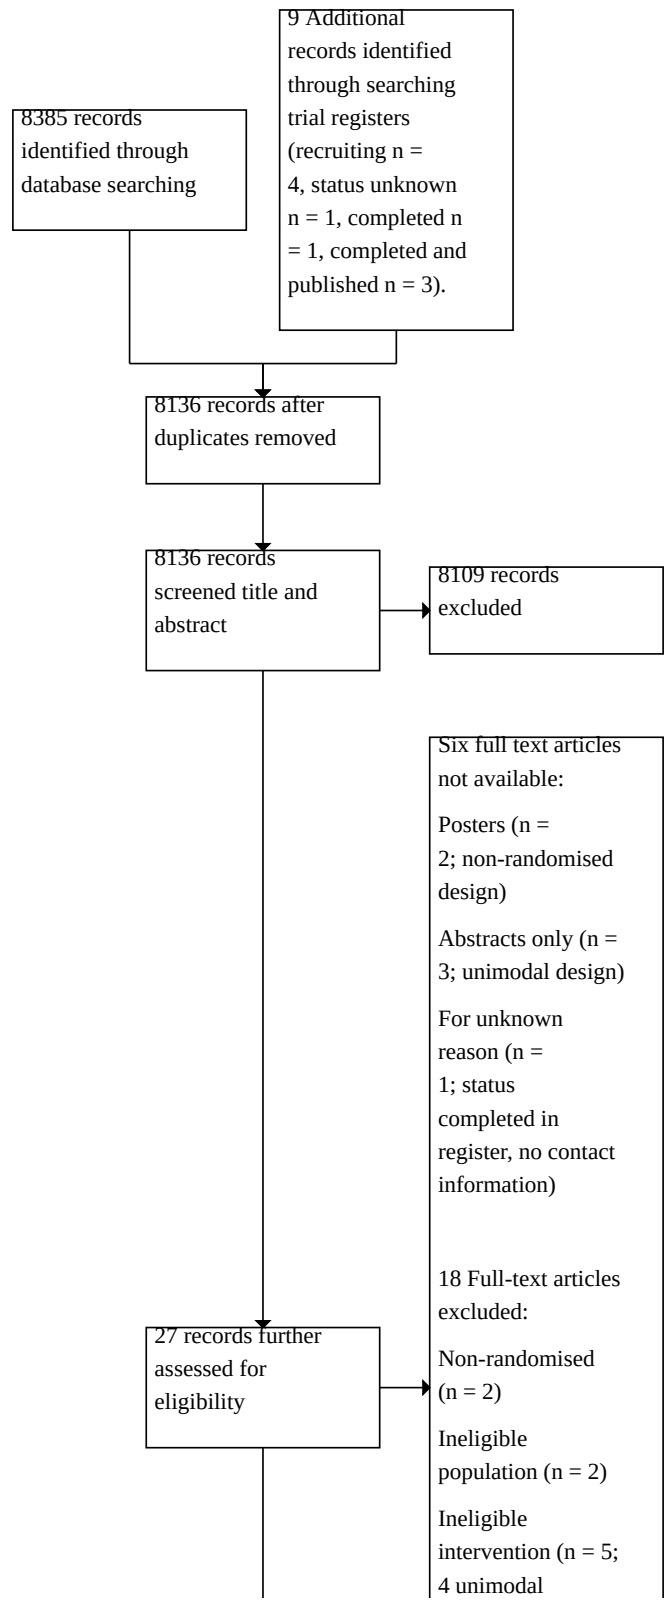 9 Additional
records identified
through searching
trial registers
(recruiting n =
4, status unknown
n = 1, completed n
= 1, completed and
published n = 3).
8385 records
identified through
database searching
8136 records after
duplicates removed
8136 records
screened title and
abstract
8109 records
excluded
Six full text articles
not available:
Posters (n =
2; non-randomised
design)
Abstracts only (n =
3; unimodal design)
For unknown
reason (n =
1; status
completed in
register, no contact
information)
27 records further
assessed for
eligibility
18 Full-text articles
excluded:
Non-randomised
(n = 2)
Ineligible
population (n = 2)
Ineligible
intervention (n = 5;
4 unimodal